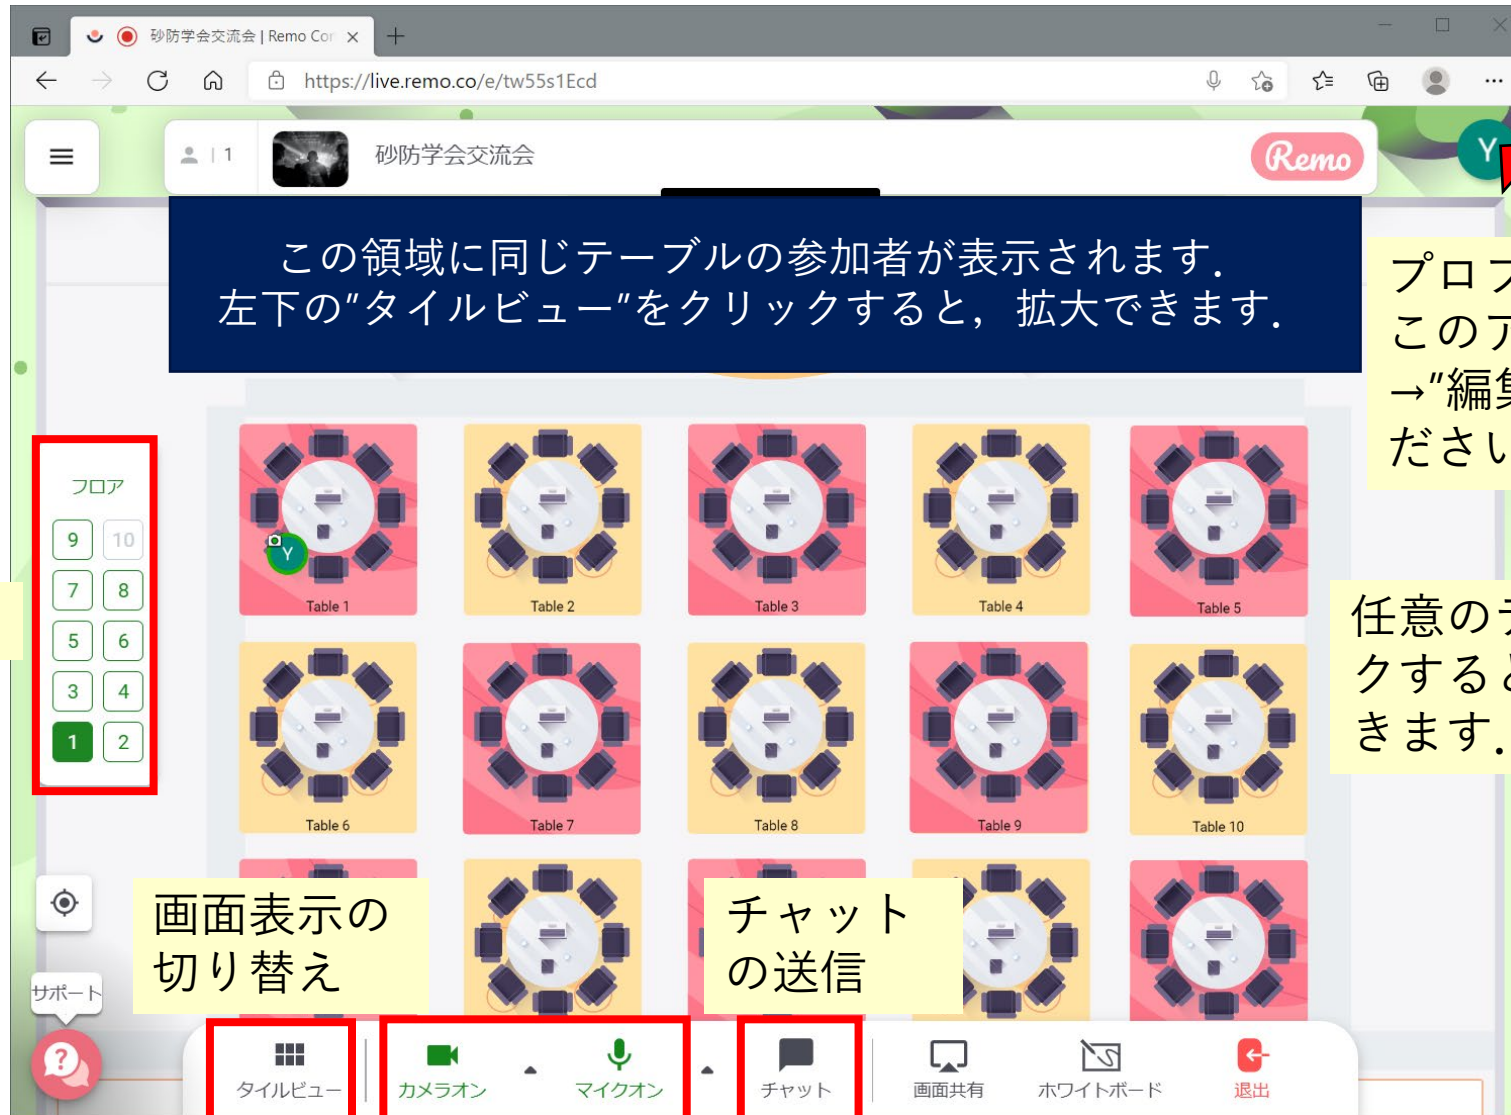 砂防学会交流会 | Remo Con
https://live.remo.co/e/tw55s1Ecd
| 1
砂防学会交流会
Remo
Y
この領域に同じテーブルの参加者が表示されます.
左下の"タイルビュー"をクリックすると，拡大できます.
プロフ
このア
→"編集
ださい
フロア
9 10
7 8
5 6
3 4
1 2
Y
Table 1
Table 2
Table 3
Table 4
Table 5
任意のテ
クすると
きます.
Table 6
Table 7
Table 8
Table 9
Table 10
画面表示の
切り替え
チャット
の送信
サポート
?
タイルビュー
カメラオン
マイクオン
チャット
画面共有
ホワイトボード
退出